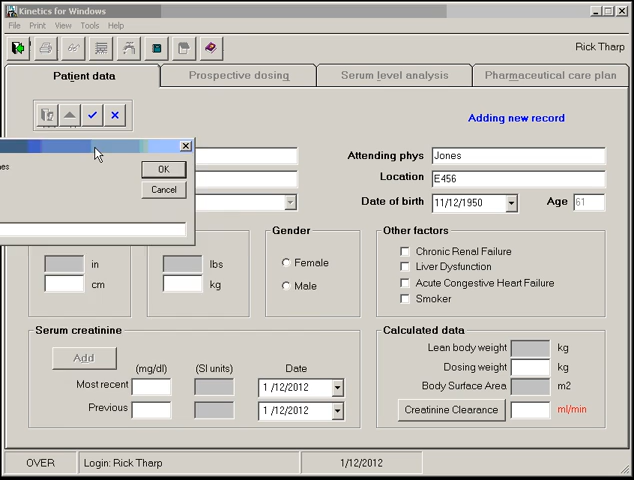 Kinetics for Windows
File Print View Tools Help
Rick Tharp
Patient data Prospective dosing Serum level analysis Pharmaceutical care plan
Adding new record
OK
Cancel
Attending phys Jones
Location E456
Date of birth 11/12/1950 Age 61
in
cm
lbs
kg
Gender
Female
Male
Other factors
Chronic Renal Failure
Liver Dysfunction
Acute Congestive Heart Failure
Smoker
Serum creatinine
Add
(mg/dl) (SI units) Date
Most recent 1 /12/2012
Previous 1 /12/2012
Calculated data
Lean body weight kg
Dosing weight kg
Body Surface Area m2
Creatinine Clearance ml/min
OVER Login: Rick Tharp 1/12/2012